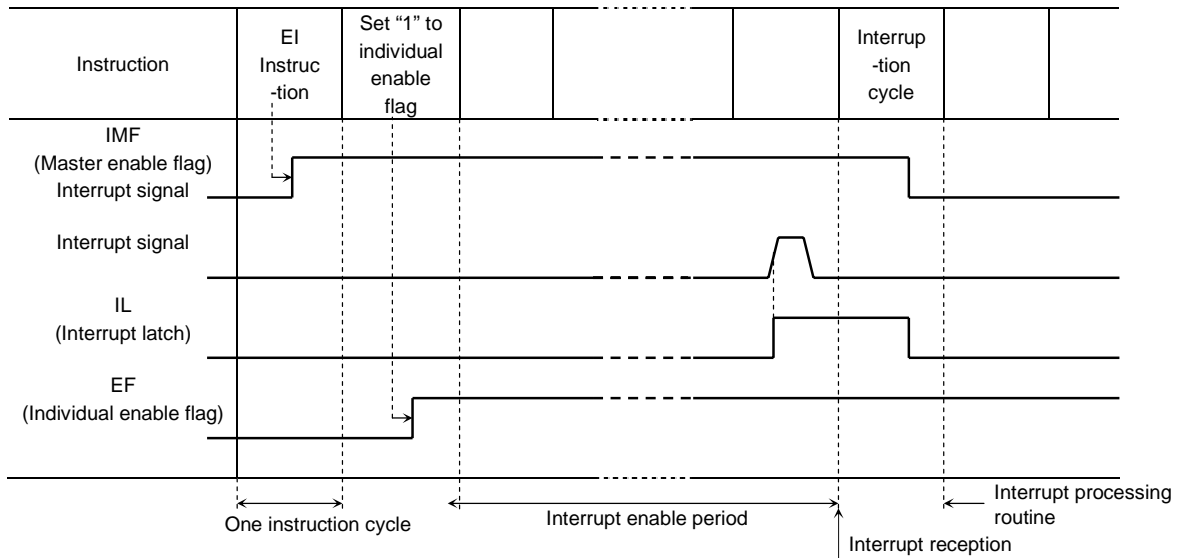 Instruction
EI
Instruc
-tion
Set “1” to
individual
enable
flag
Interrup
-tion
cycle
IMF
(Master enable flag)
Interrupt signal
Interrupt signal
IL
(Interrupt latch)
EF
(Individual enable flag)
One instruction cycle
Interrupt enable period
Interrupt processing
routine
Interrupt reception